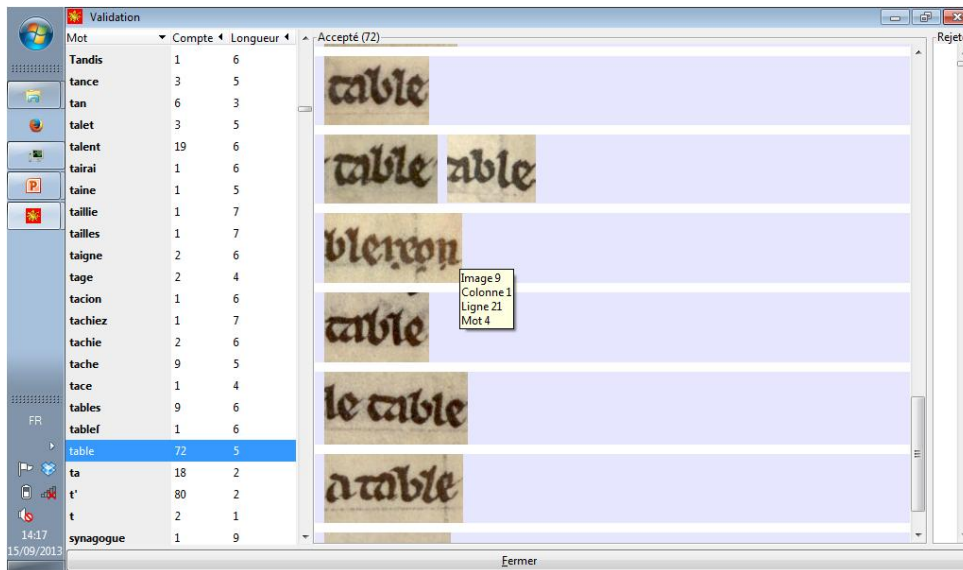 Validation
Mot Compte Longueur
Accepté (72)
Rejet
Tandis 1 6
tance 3 5
tan 6 3
talet 3 5
talent 19 6
tairai 1 6
taine 1 5
taillie 1 7
tailles 1 7
taigne 2 6
tage 2 4
tacion 1 6
tachiez 1 7
tachie 2 6
tache 9 5
tace 1 4
tables 9 6
tableſ 1 6
table 72 5
ta 18 2
t' 80 2
t 2 1
synagogue 1 9
table
table able
table
le table
a table
Image 9
Colonne 1
Ligne 21
Mot 4
FR
14:17
15/09/2013
Fermer